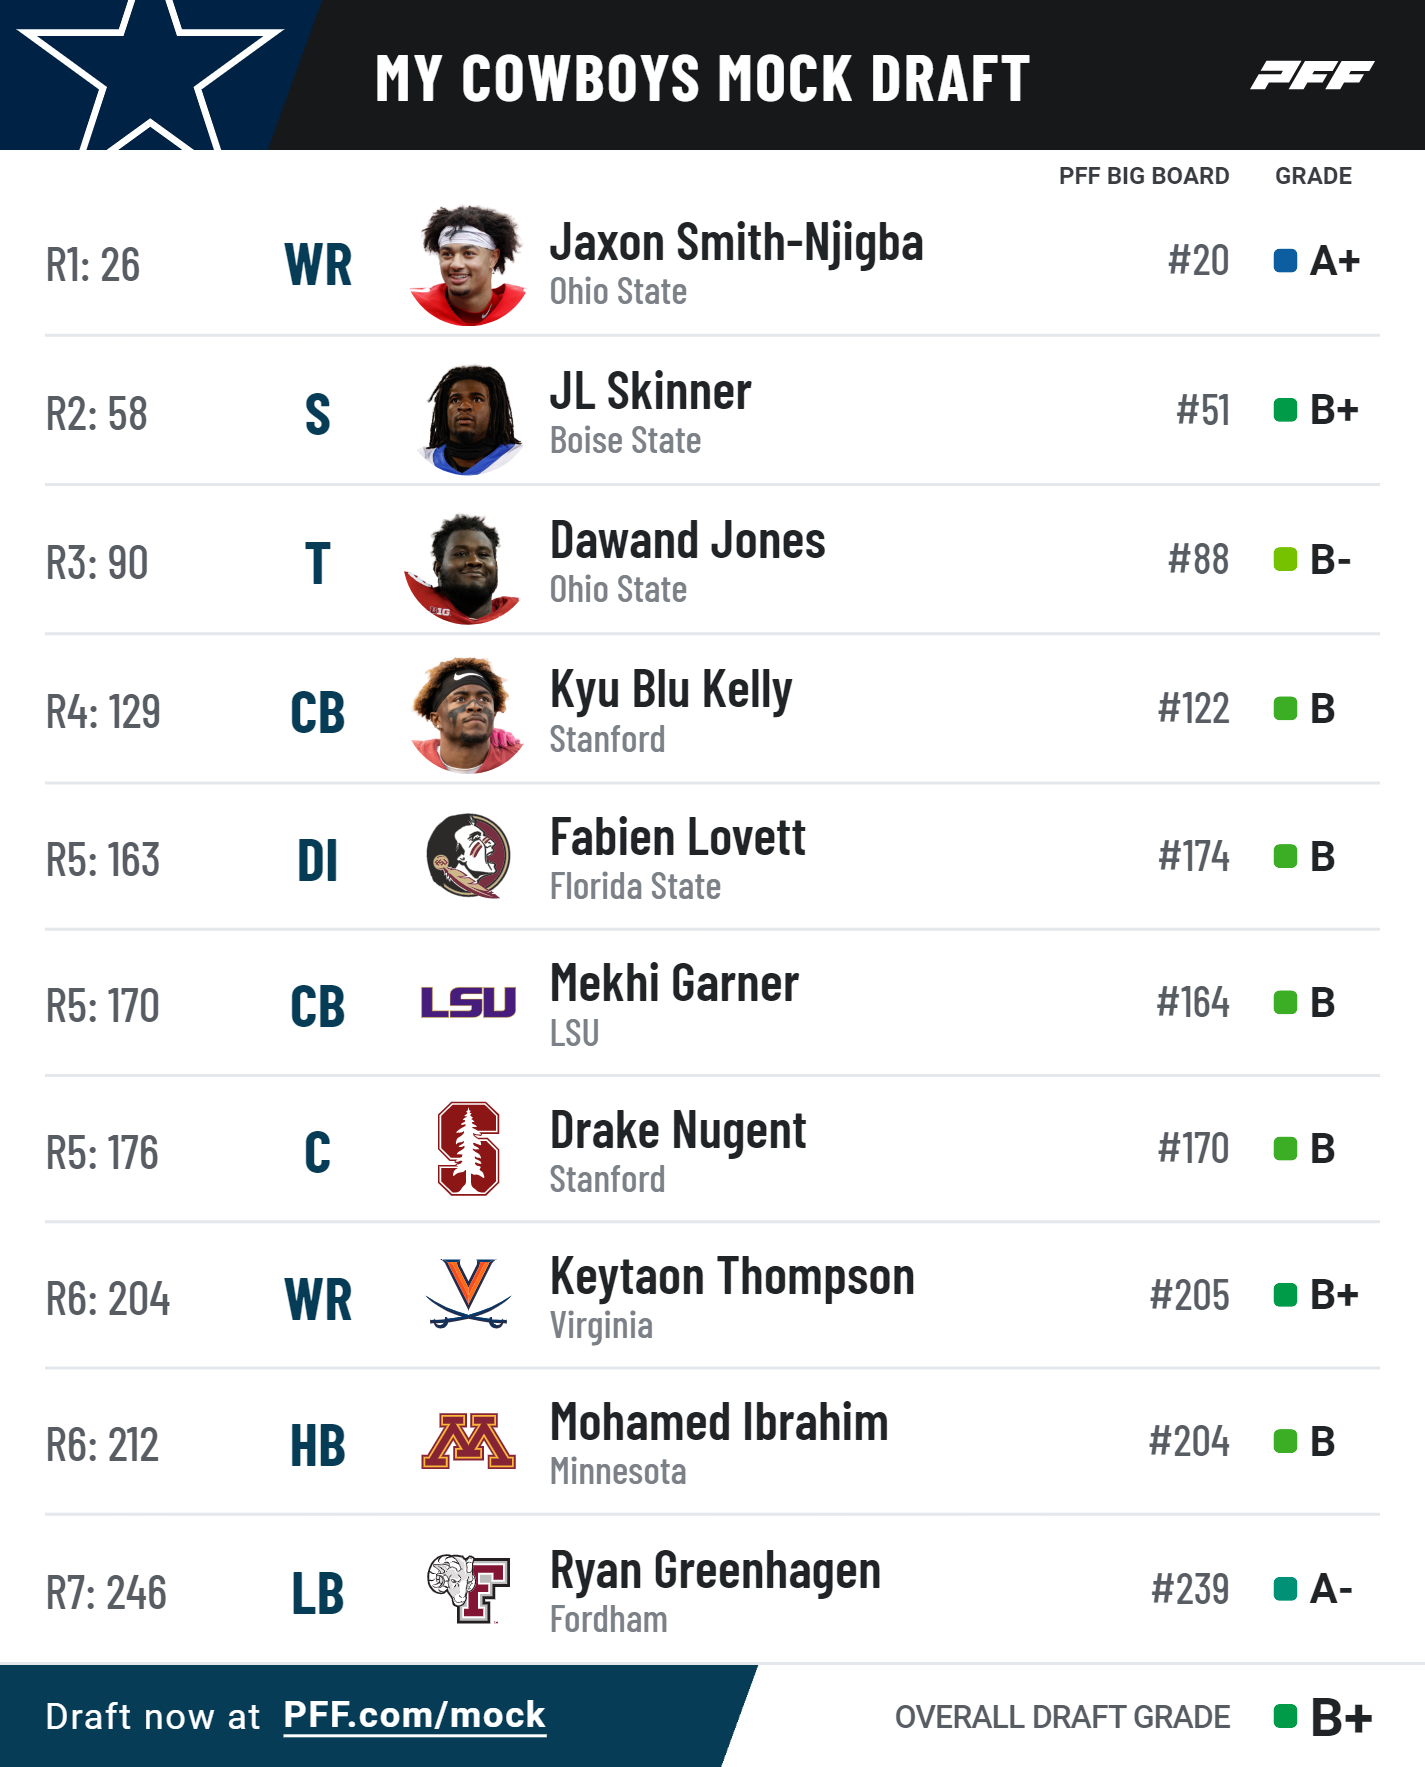 MY COWBOYS MOCK DRAFT
PFF
PFF BIG BOARD GRADE
R1: 26 WR Jaxon Smith-Njigba #20 A+
Ohio State
R2: 58 S JL Skinner #51 B+
Boise State
R3: 90 T Dawand Jones #88 B-
Ohio State
R4: 129 CB Kyu Blu Kelly #122 B
Stanford
R5: 163 DI Fabien Lovett #174 B
Florida State
R5: 170 CB LSU Mekhi Garner #164 B
LSU
R5: 176 C Drake Nugent #170 B
Stanford
R6: 204 WR Keytaon Thompson #205 B+
Virginia
R6: 212 HB Mohamed Ibrahim #204 B
Minnesota
R7: 246 LB Ryan Greenhagen #239 A-
Fordham
Draft now at PFF.com/mock OVERALL DRAFT GRADE B+